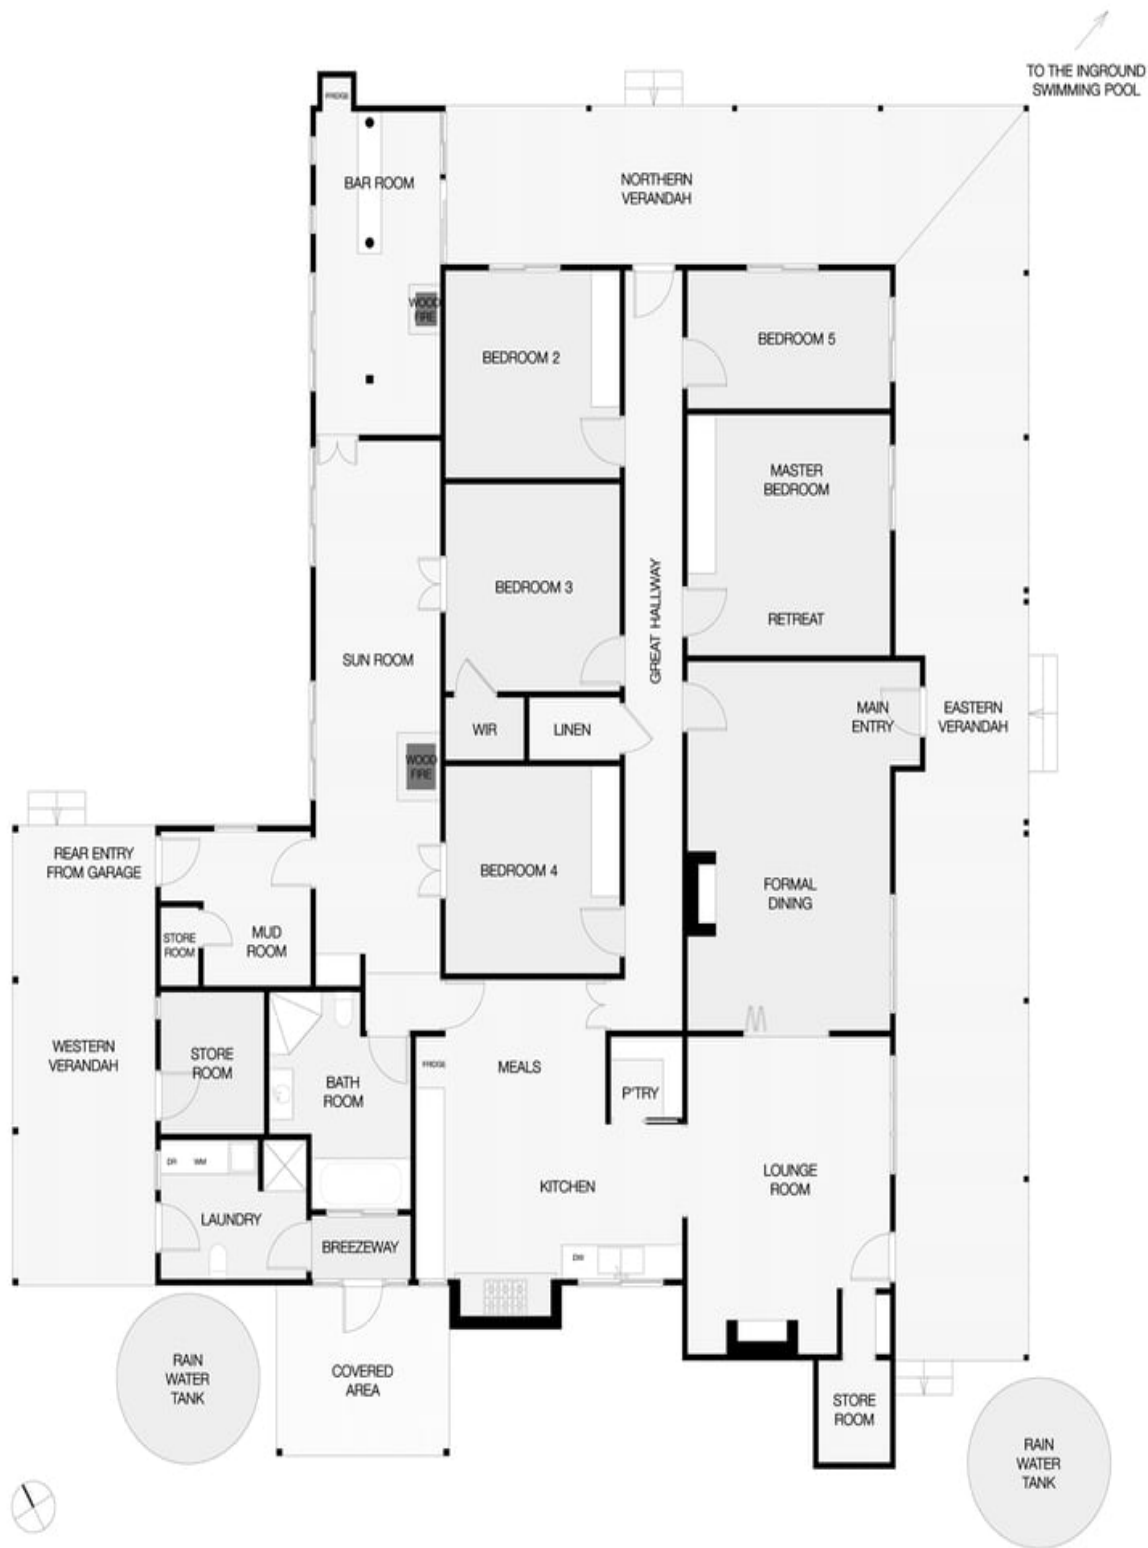 TO THE INGROUND
SWIMMING POOL
FRIDGE
BAR ROOM
NORTHERN
VERANDAH
WOOD
FIRE
BEDROOM 2
BEDROOM 5
MASTER
BEDROOM
BEDROOM 3
GREAT HALLWAY
RETREAT
SUN ROOM
WIR
LINEN
MAIN
ENTRY
EASTERN
VERANDAH
WOOD
FIRE
REAR ENTRY
FROM GARAGE
BEDROOM 4
FORMAL
DINING
STORE
ROOM
MUD
ROOM
WESTERN
VERANDAH
STORE
ROOM
BATH
ROOM
FRIDGE
MEALS
P'TRY
DR
WM
LAUNDRY
KITCHEN
LOUNGE
ROOM
BREEZEWAY
DW
RAIN
WATER
TANK
COVERED
AREA
STORE
ROOM
RAIN
WATER
TANK